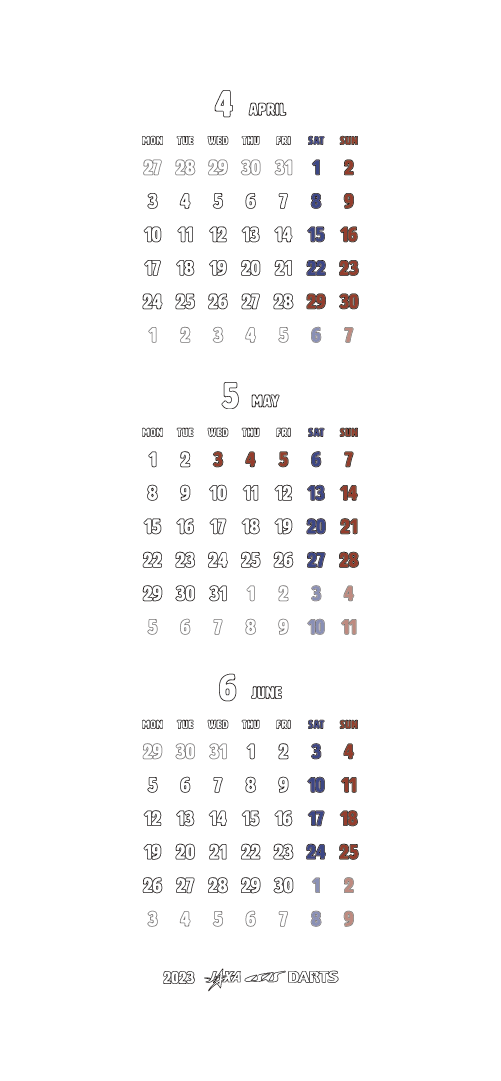 4 APRIL
MON TUE WED THU FRI SAT SUN
27 28 29 30 31 1 2
3 4 5 6 7 8 9
10 11 12 13 14 15 16
17 18 19 20 21 22 23
24 25 26 27 28 29 30
1 2 3 4 5 6 7
5 MAY
MON TUE WED THU FRI SAT SUN
1 2 3 4 5 6 7
8 9 10 11 12 13 14
15 16 17 18 19 20 21
22 23 24 25 26 27 28
29 30 31 1 2 3 4
5 6 7 8 9 10 11
6 JUNE
MON TUE WED THU FRI SAT SUN
29 30 31 1 2 3 4
5 6 7 8 9 10 11
12 13 14 15 16 17 18
19 20 21 22 23 24 25
26 27 28 29 30 1 2
3 4 5 6 7 8 9
2023 JAXA ISAS DARTS